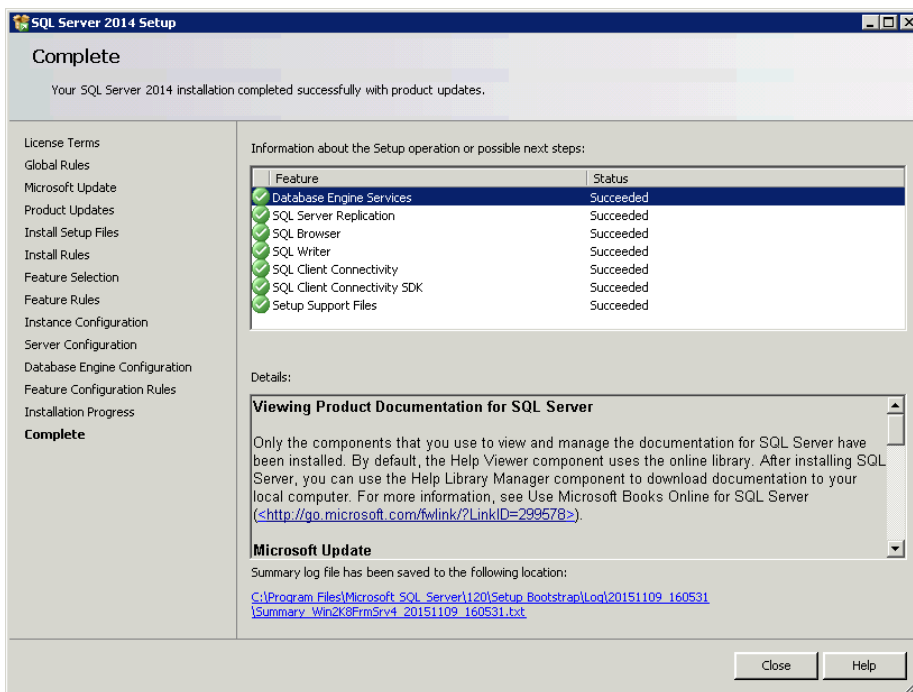 SQL Server 2014 Setup
Complete
Your SQL Server 2014 installation completed successfully with product updates.
License Terms
Global Rules
Microsoft Update
Product Updates
Install Setup Files
Install Rules
Feature Selection
Feature Rules
Instance Configuration
Server Configuration
Database Engine Configuration
Feature Configuration Rules
Installation Progress
Complete
Information about the Setup operation or possible next steps:
Feature Status
Database Engine Services Succeeded
SQL Server Replication Succeeded
SQL Browser Succeeded
SQL Writer Succeeded
SQL Client Connectivity Succeeded
SQL Client Connectivity SDK Succeeded
Setup Support Files Succeeded
Details:
Viewing Product Documentation for SQL Server
Only the components that you use to view and manage the documentation for SQL Server have
been installed. By default, the Help Viewer component uses the online library. After installing SQL
Server, you can use the Help Library Manager component to download documentation to your
local computer. For more information, see Use Microsoft Books Online for SQL Server
(<http://go.microsoft.com/fwlink/?LinkID=299578>).
Microsoft Update
Summary log file has been saved to the following location:
C:\Program Files\Microsoft SQL Server\120\Setup Bootstrap\Log\20151109_160531
\Summary_Win2K8FrmSrv4_20151109_160531.txt
Close Help